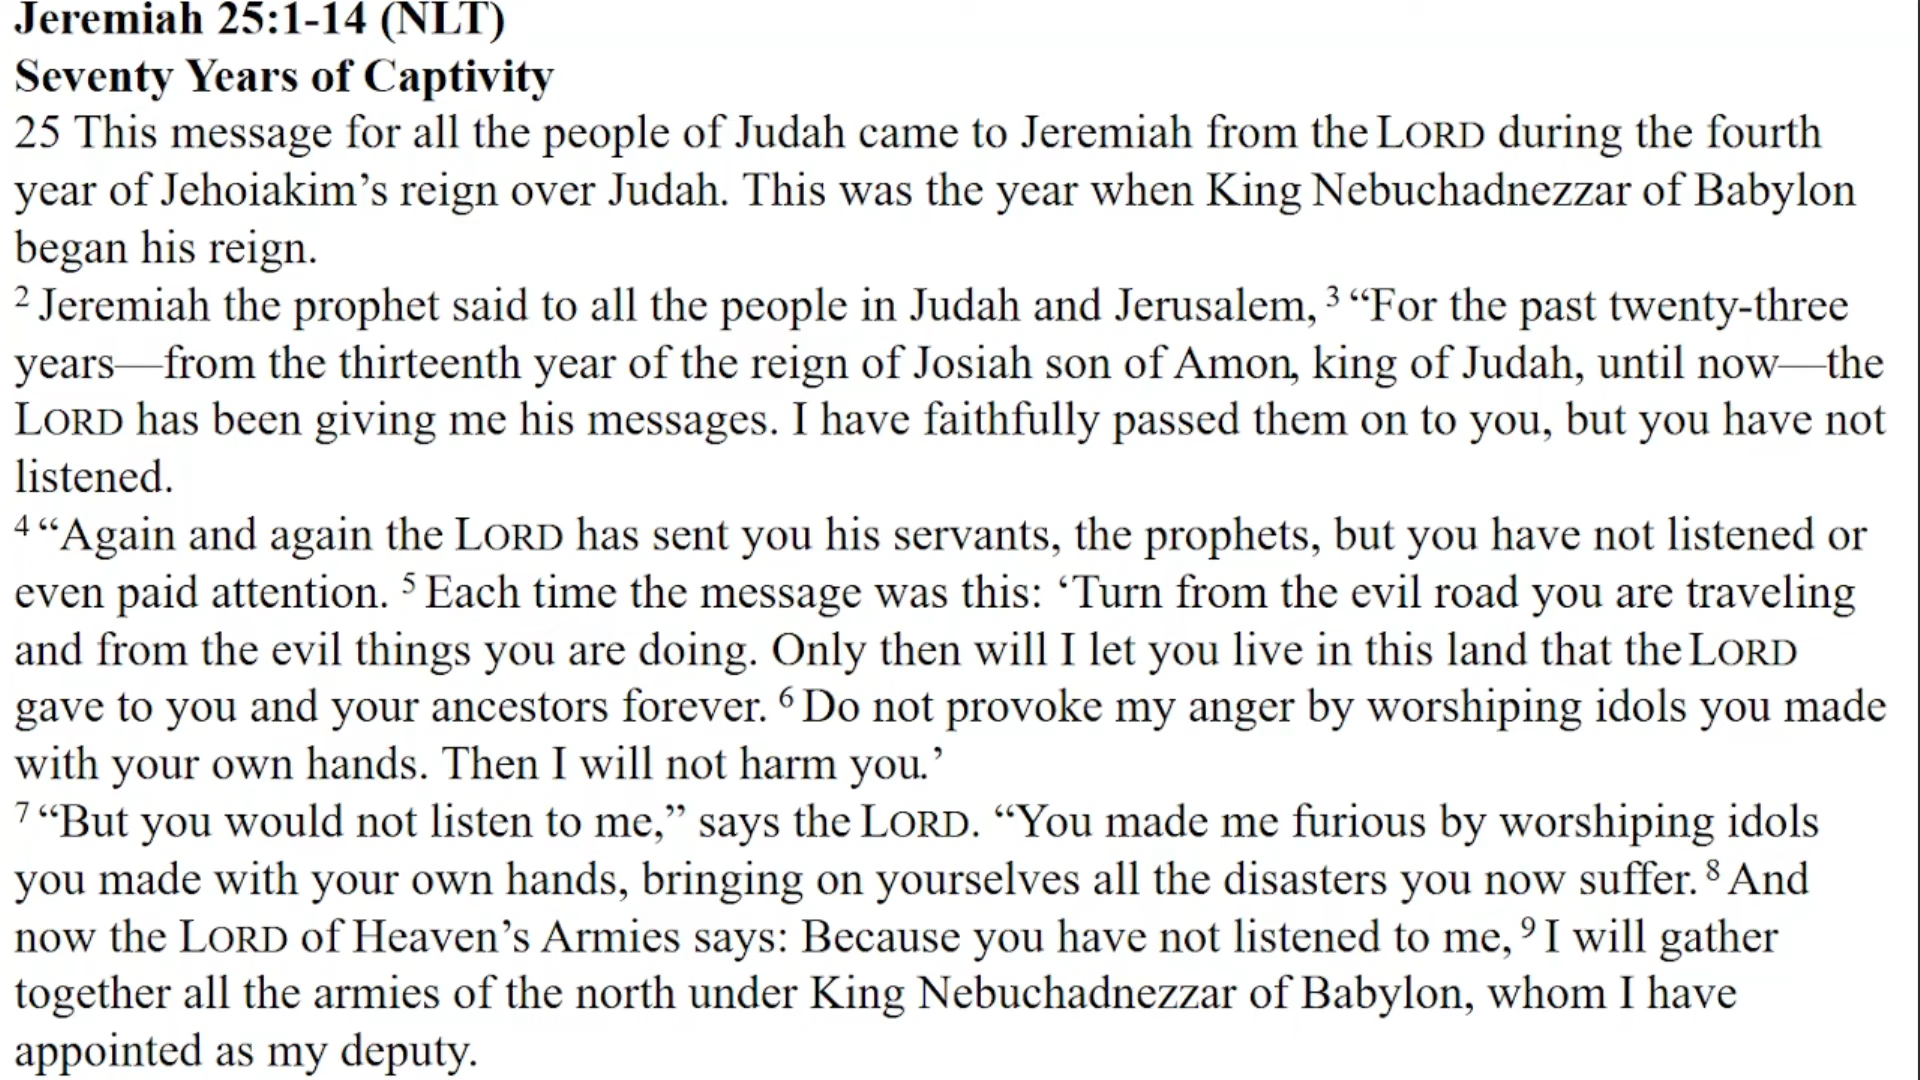 Jeremiah 25:1-14 (NLT)
Seventy Years of Captivity
25 This message for all the people of Judah came to Jeremiah from the LORD during the fourth
year of Jehoiakim’s reign over Judah. This was the year when King Nebuchadnezzar of Babylon
began his reign.
2 Jeremiah the prophet said to all the people in Judah and Jerusalem, 3 “For the past twenty-three
years—from the thirteenth year of the reign of Josiah son of Amon, king of Judah, until now—the
LORD has been giving me his messages. I have faithfully passed them on to you, but you have not
listened.
4 “Again and again the LORD has sent you his servants, the prophets, but you have not listened or
even paid attention. 5 Each time the message was this: ‘Turn from the evil road you are traveling
and from the evil things you are doing. Only then will I let you live in this land that the LORD
gave to you and your ancestors forever. 6 Do not provoke my anger by worshiping idols you made
with your own hands. Then I will not harm you.’
7 “But you would not listen to me,” says the LORD. “You made me furious by worshiping idols
you made with your own hands, bringing on yourselves all the disasters you now suffer. 8 And
now the LORD of Heaven’s Armies says: Because you have not listened to me, 9 I will gather
together all the armies of the north under King Nebuchadnezzar of Babylon, whom I have
appointed as my deputy.